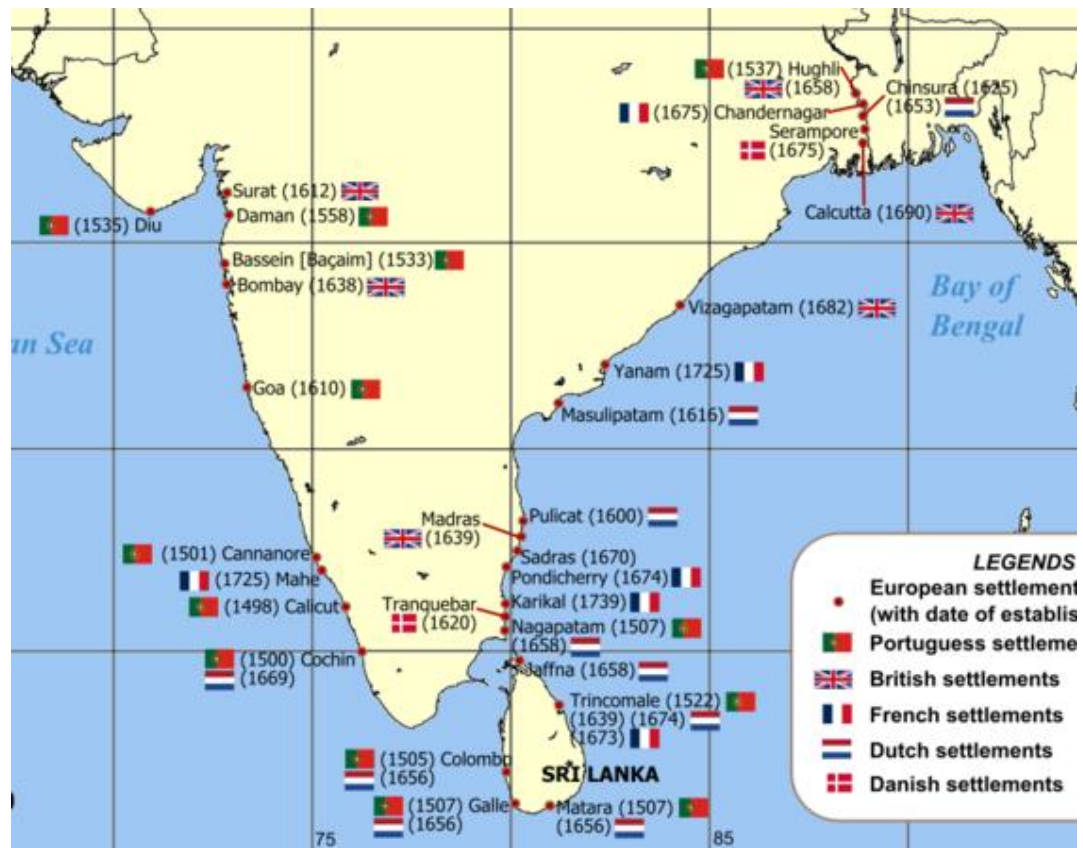 (1537) Hughli
(1658)
Chinsura (1625)
(1653)
(1675) Chandernagar
Serampore
(1675)
Calcutta (1690)
Surat (1612)
Daman (1558)
(1535) Diu
Bassein [Baçaim] (1533)
Bombay (1638)
Vizagapatam (1682)
Bay of
Bengal
an Sea
Yanam (1725)
Goa (1610)
Masulipatam (1616)
Madras
(1639)
Pulicat (1600)
Sadras (1670)
(1501) Cannanore
(1725) Mahe
(1498) Calicut
Pondicherry (1674)
Karikal (1739)
Tranquebar
(1620)
Nagapatam (1507)
(1658)
(1500) Cochin
(1669)
Jaffna (1658)
Trincomale (1522)
(1639) (1674)
(1673)
(1505) Colombo
(1656)
SRI LANKA
(1507) Galle
(1656)
Matara (1507)
(1656)
75
85
LEGENDS
European settlement
(with date of establis
Portuguess settleme
British settlements
French settlements
Dutch settlements
Danish settlements